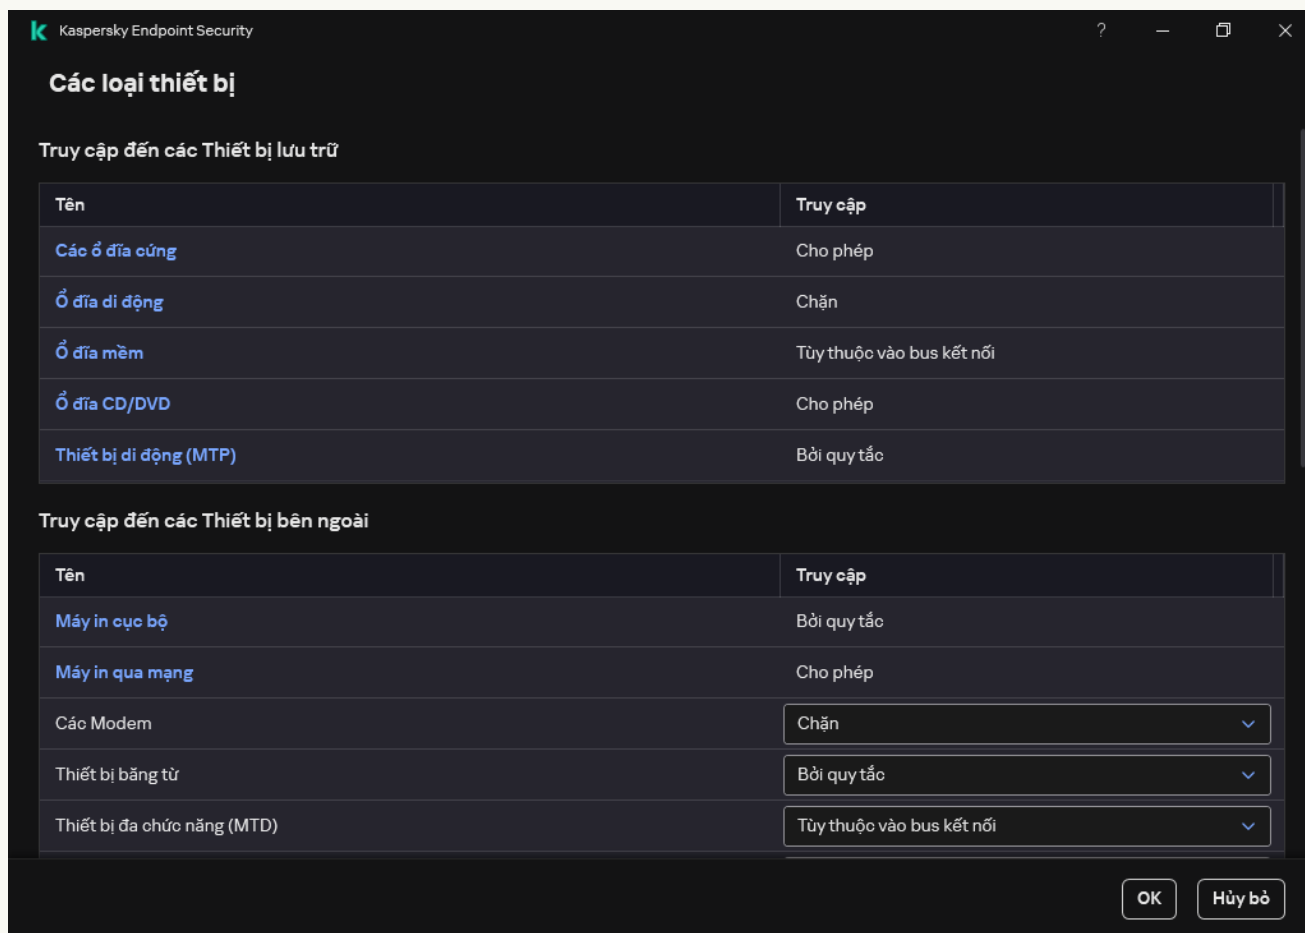 Kaspersky Endpoint Security
Các loại thiết bị
Truy cập đến các Thiết bị lưu trữ
Tên Truy cập
Các ổ đĩa cứng Cho phép
Ổ đĩa di động Chặn
Ổ đĩa mềm Tùy thuộc vào bus kết nối
Ổ đĩa CD/DVD Cho phép
Thiết bị di động (MTP) Bởi quy tắc
Truy cập đến các Thiết bị bên ngoài
Tên Truy cập
Máy in cục bộ Bởi quy tắc
Máy in qua mạng Cho phép
Các Modem Chặn
Thiết bị băng từ Bởi quy tắc
Thiết bị đa chức năng (MTD) Tùy thuộc vào bus kết nối
OK Hủy bỏ